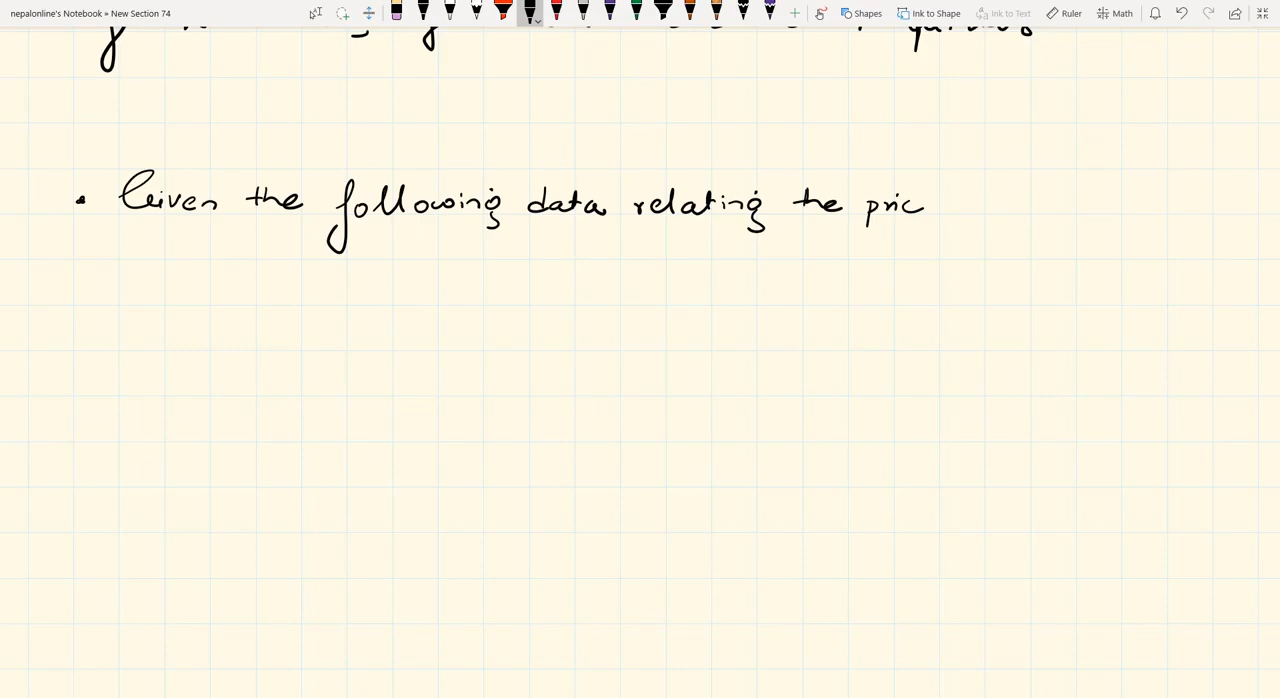 nepalonline's Notebook » New Section 74
Shapes Ink to Shape Ink to Text Ruler Math
• Given the following data relating the pric